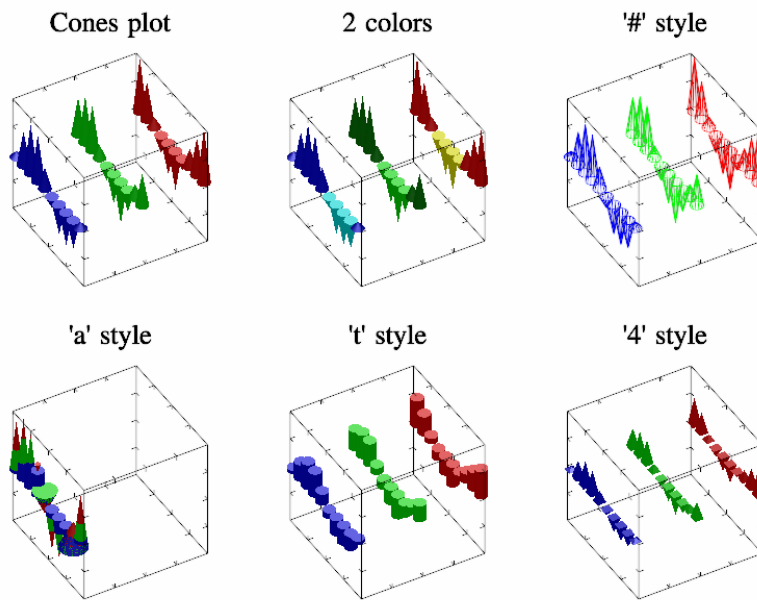 Cones plot
2 colors
'#' style
'a' style
't' style
'4' style